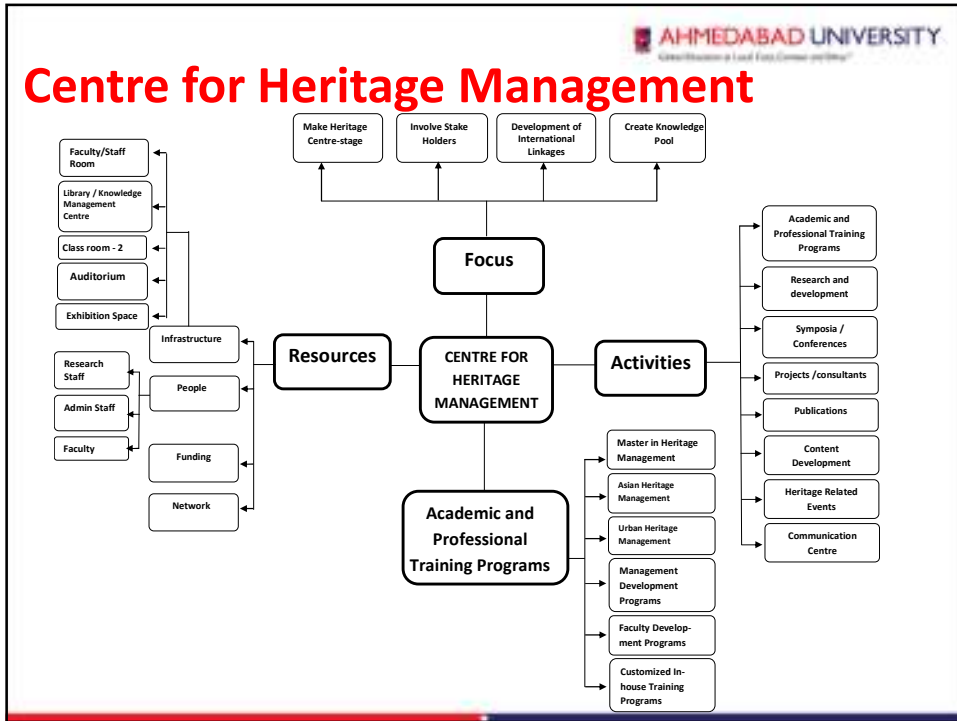 AHMEDABAD UNIVERSITY
Centre for Heritage Management
Make Heritage
Centre-stage
Involve Stake
Holders
Development of
International
Linkages
Create Knowledge
Pool
Faculty/Staff
Room
Library / Knowledge
Management
Centre
Class room - 2
Auditorium
Exhibition Space
Focus
Academic and
Professional Training
Programs
Research and
development
Symposia /
Conferences
Projects /consultants
Publications
Content
Development
Heritage Related
Events
Communication
Centre
Infrastructure
People
Funding
Network
Research
Staff
Admin Staff
Faculty
Resources
CENTRE FOR
HERITAGE
MANAGEMENT
Activities
Academic and
Professional
Training Programs
Master in Heritage
Management
Asian Heritage
Management
Urban Heritage
Management
Management
Development
Programs
Faculty Develop-
ment Programs
Customized In-
house Training
Programs